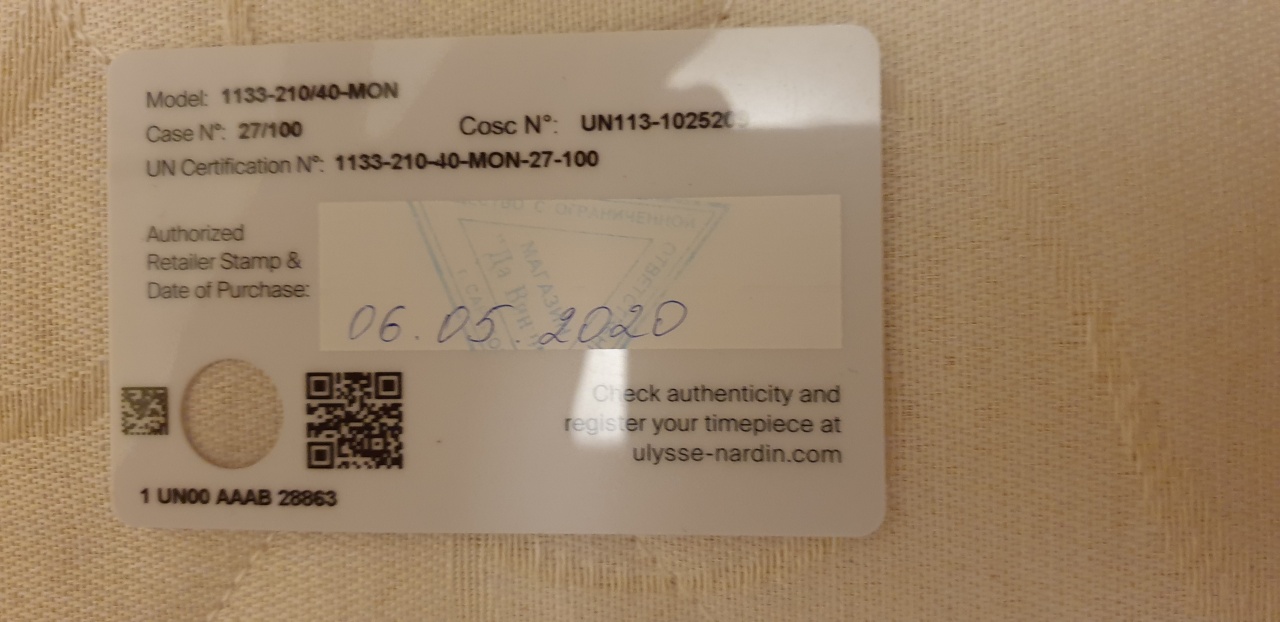 Model: 1133-210/40-MON
Case N°: 27/100
Cosc N°:
UN Certification N°: 1133-210-40-MON-27-100
Authorized
Retailer Stamp &
Date of Purchase:
С ОГРАНИЧЕННОЙ
МАГАЗИН
06.05.2020
Check authenticity and
register your timepiece at
ulysse-nardin.com
1 UN00 AAAB 28863